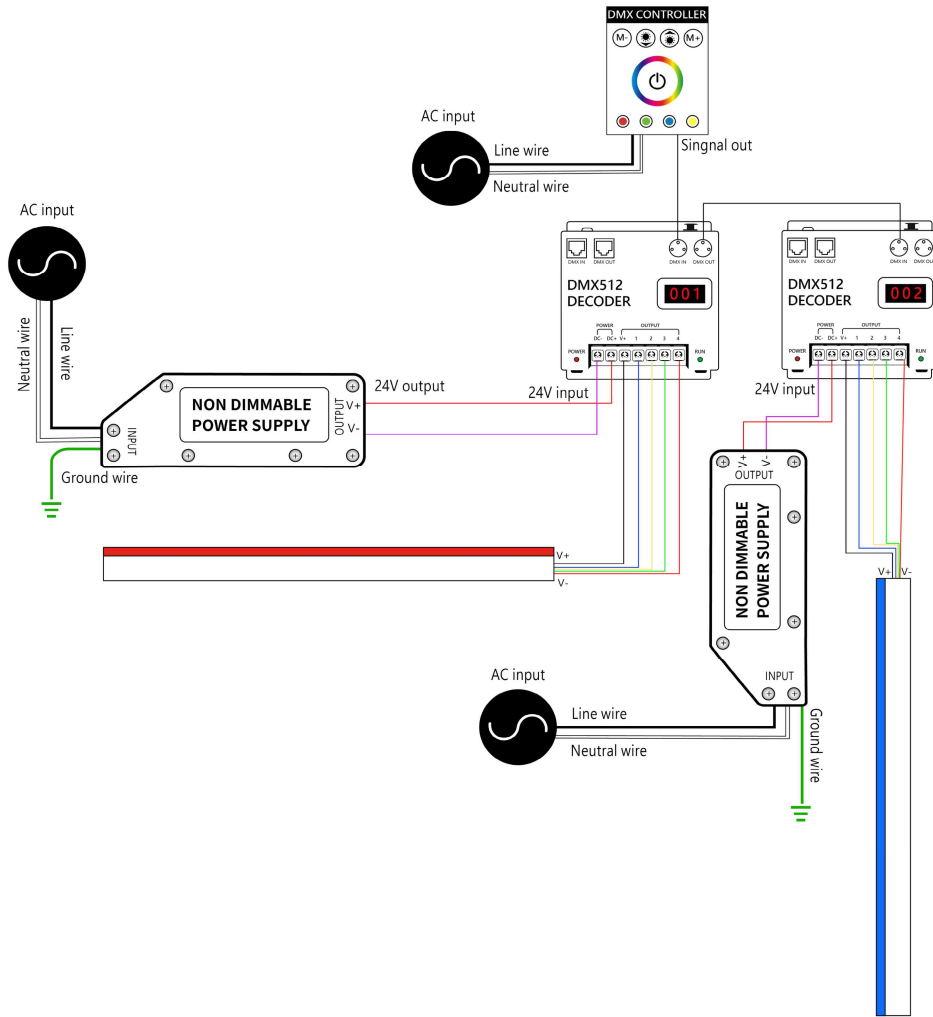 DMX CONTROLLER
M-
M+
AC input
Line wire
Neutral wire
Singnal out
AC input
Neutral wire
Line wire
DMX IN
DMX OUT
DMX IN
DMX OUT
DMX512
DECODER
001
POWER
OUTPUT
DC-
DC+
V+
1
2
3
4
POWER
RUN
DMX IN
DMX OUT
DMX IN
DMX OU
DMX512
DECODER
002
POWER
OUTPUT
DC-
DC+
V+
1
2
3
4
POWER
RUN
24V output
24V input
24V input
NON DIMMABLE
POWER SUPPLY
INPUT
OUTPUT
V+
V-
Ground wire
V+
V-
OUTPUT
NON DIMMABLE
POWER SUPPLY
INPUT
V+
V-
V+
V-
AC input
Line wire
Neutral wire
Ground wire